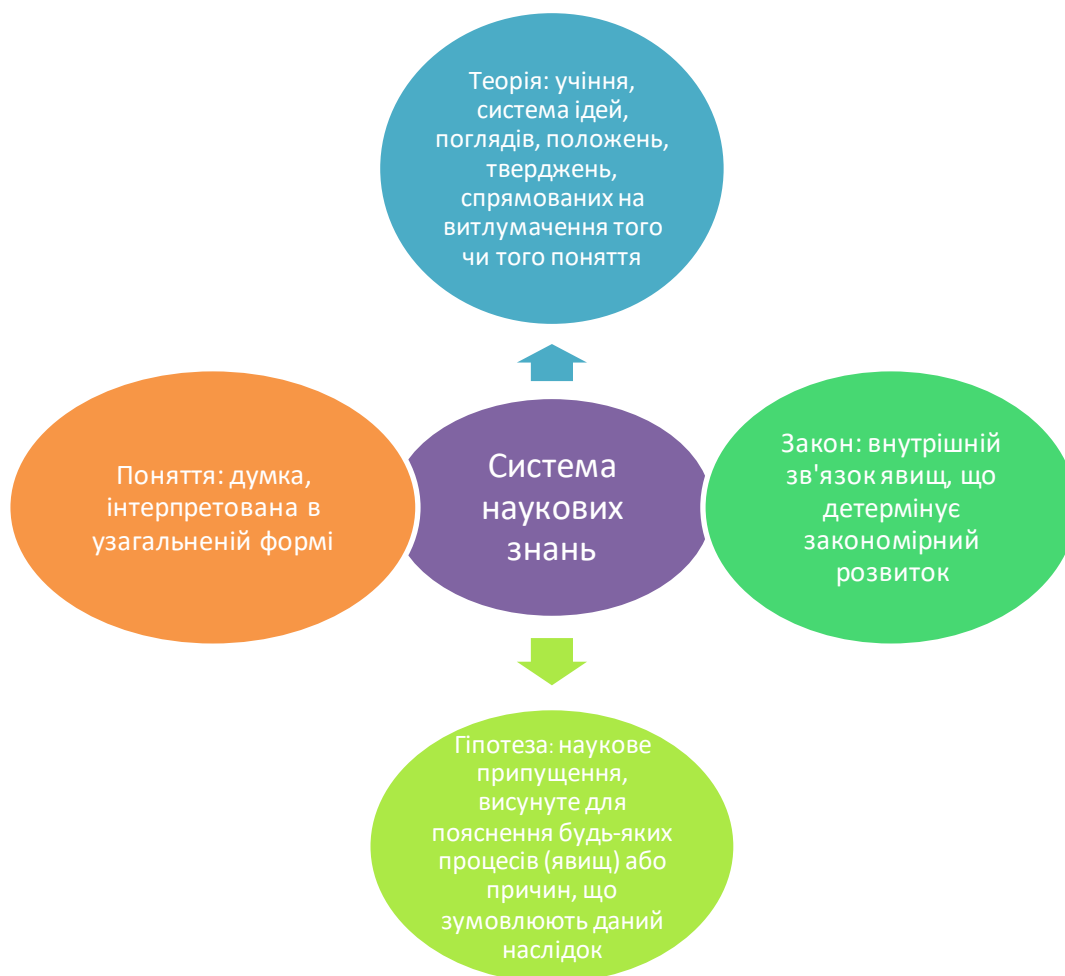 Теорія: учіння,
система ідей,
поглядів, положень,
тверджень,
спрямованих на
витлумачення того
чи того поняття
Поняття: думка,
інтерпретована в
узагальненій формі
Система
наукових
знань
Закон: внутрішній
зв'язок явищ, що
детермінує
закономірний
розвиток
Гіпотеза: наукове
припущення,
висунуте для
пояснення будь-яких
процесів (явищ) або
причин, що
зумовлюють даний
наслідок